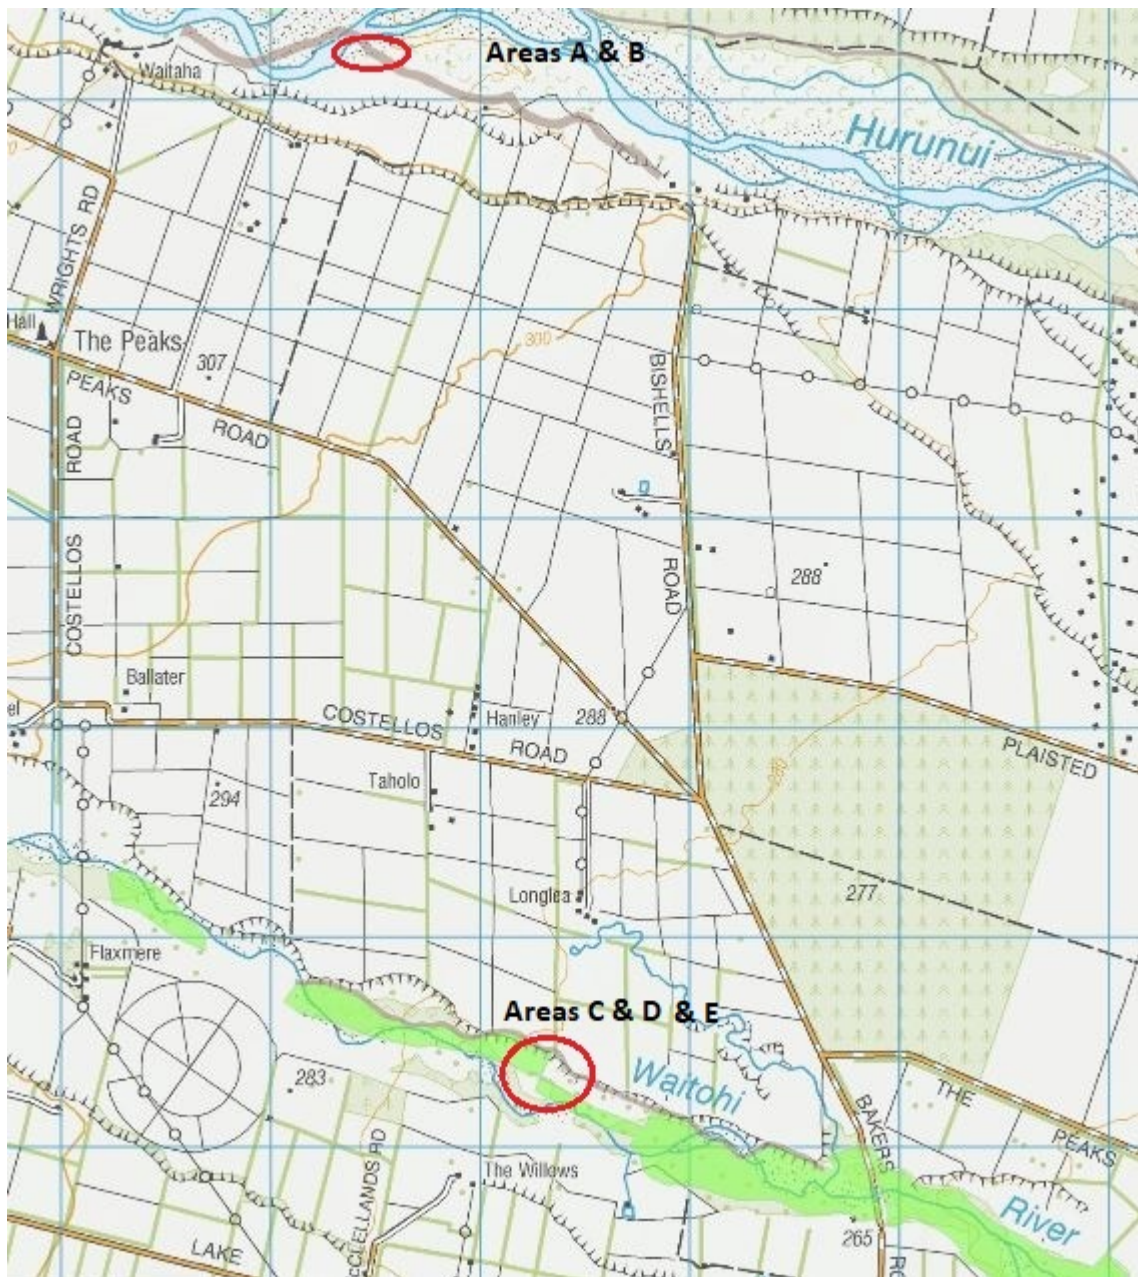 Areas A & B
Waitaha
Hurunui
WRIGHTS RD
Hall
The Peaks
307
300
PEAKS
ROAD
BISHELLS
ROAD
ROAD
COSTELLOS
288
Ballater
COSTELLOS
ROAD
Hanley
288
PLAISTED
Taholo
280
294
277
Longlea
Flaxmere
Areas C & D & E
Waitohi
283
THE
PEAKS
BAKERS
The Willows
River
265
LAKE